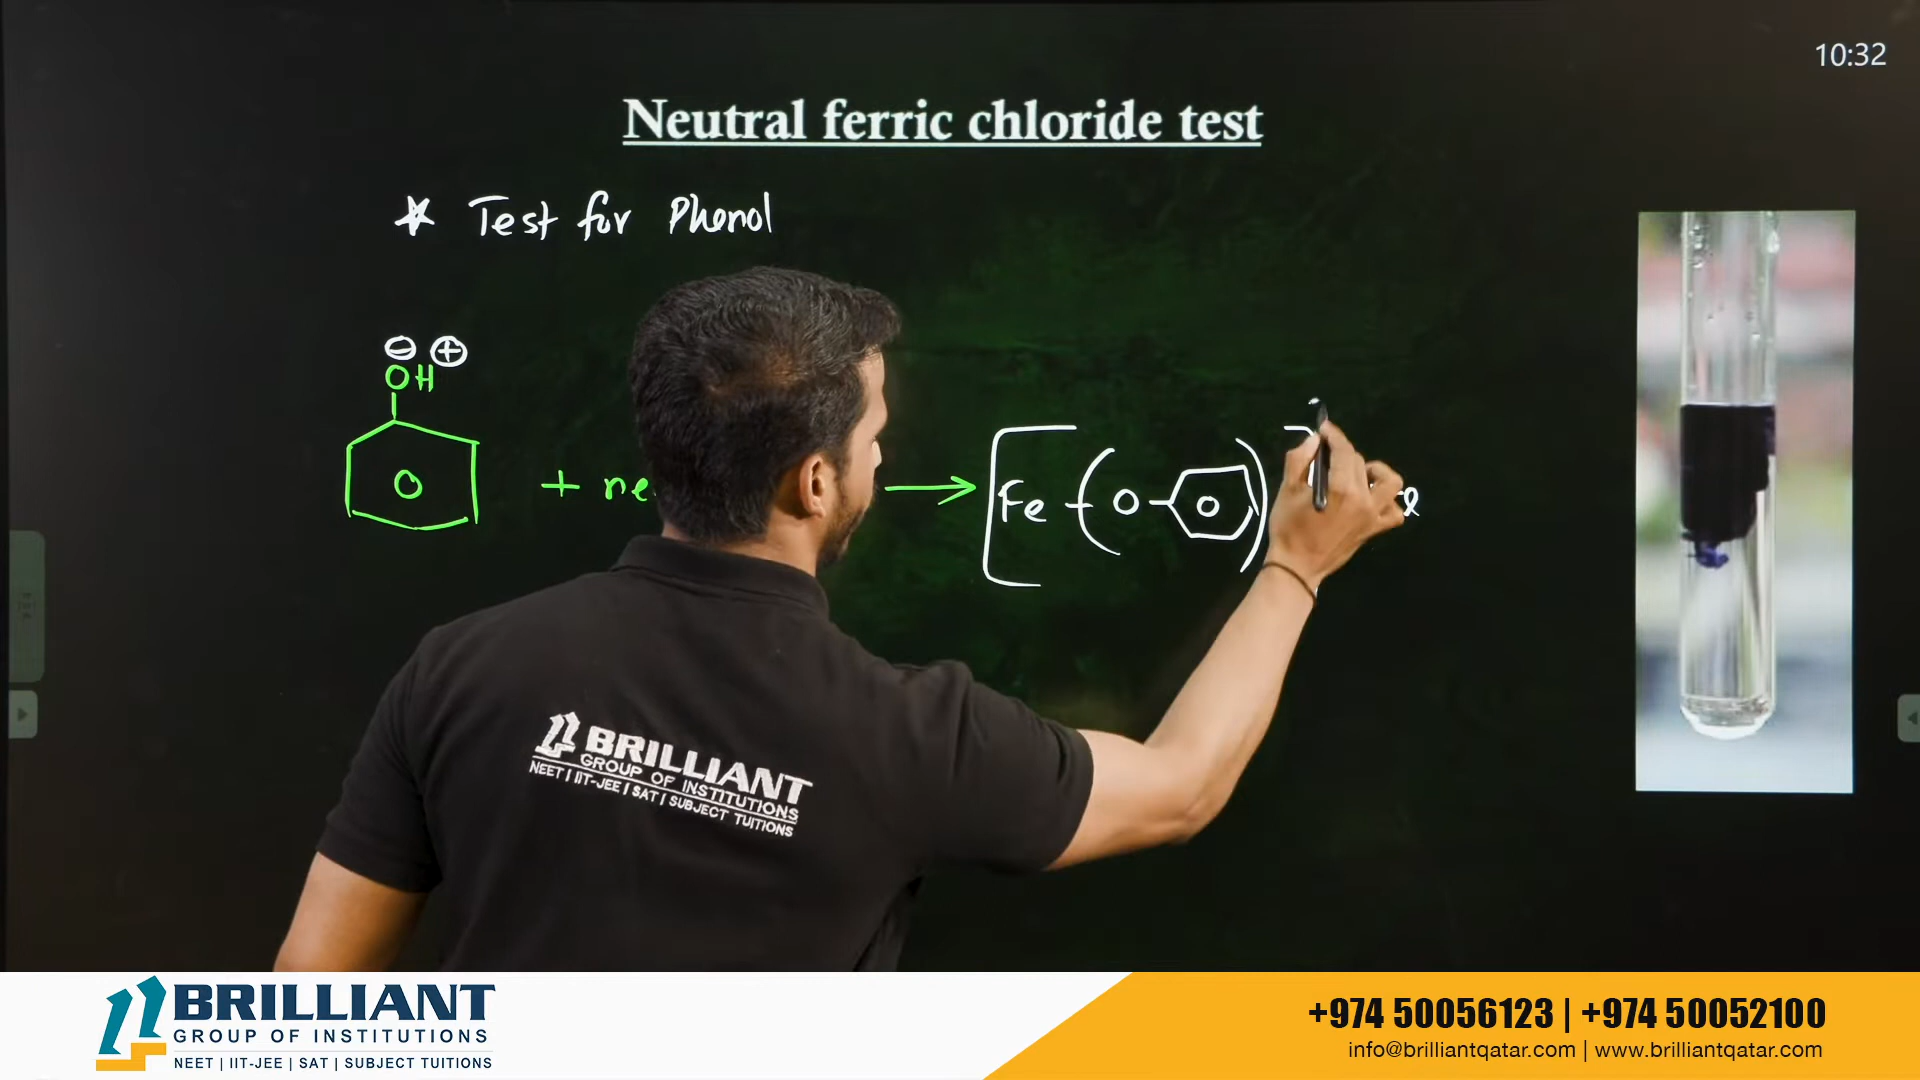 10:32
Neutral ferric chloride test
Test for Phenol
⊖ ⊕
OH
+ ne
Fe - ( O - )
BRILLIANT
GROUP OF INSTITUTIONS
NEET | IIT-JEE | SAT | SUBJECT TUITIONS
BRILLIANT
GROUP OF INSTITUTIONS
NEET | IIT-JEE | SAT | SUBJECT TUITIONS
+974 50056123 | +974 50052100
info@brilliantqatar.com | www.brilliantqatar.com